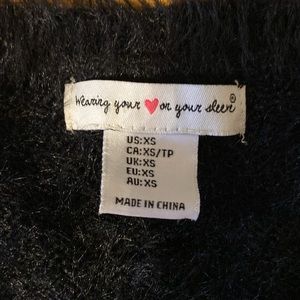 Wearing your ♥ on your sleeve®
US:XS
CA:XS/TP
UK:XS
EU:XS
AU:XS
MADE IN CHINA